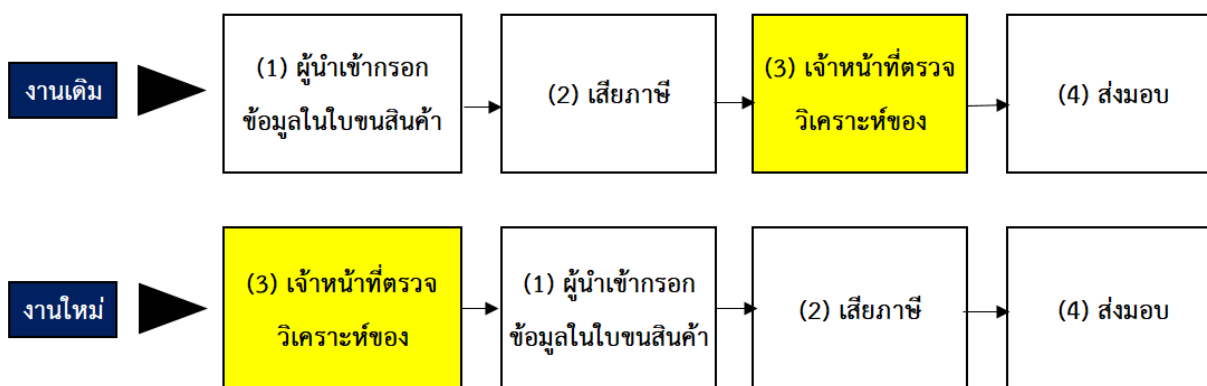 งานเดิม
(1) ผู้นำเข้ากรอก
ข้อมูลในใบขนสินค้า
(2) เสียภาษี
(3) เจ้าหน้าที่ตรวจ
วิเคราะห์ของ
(4) ส่งมอบ
งานใหม่
(3) เจ้าหน้าที่ตรวจ
วิเคราะห์ของ
(1) ผู้นำเข้ากรอก
ข้อมูลในใบขนสินค้า
(2) เสียภาษี
(4) ส่งมอบ